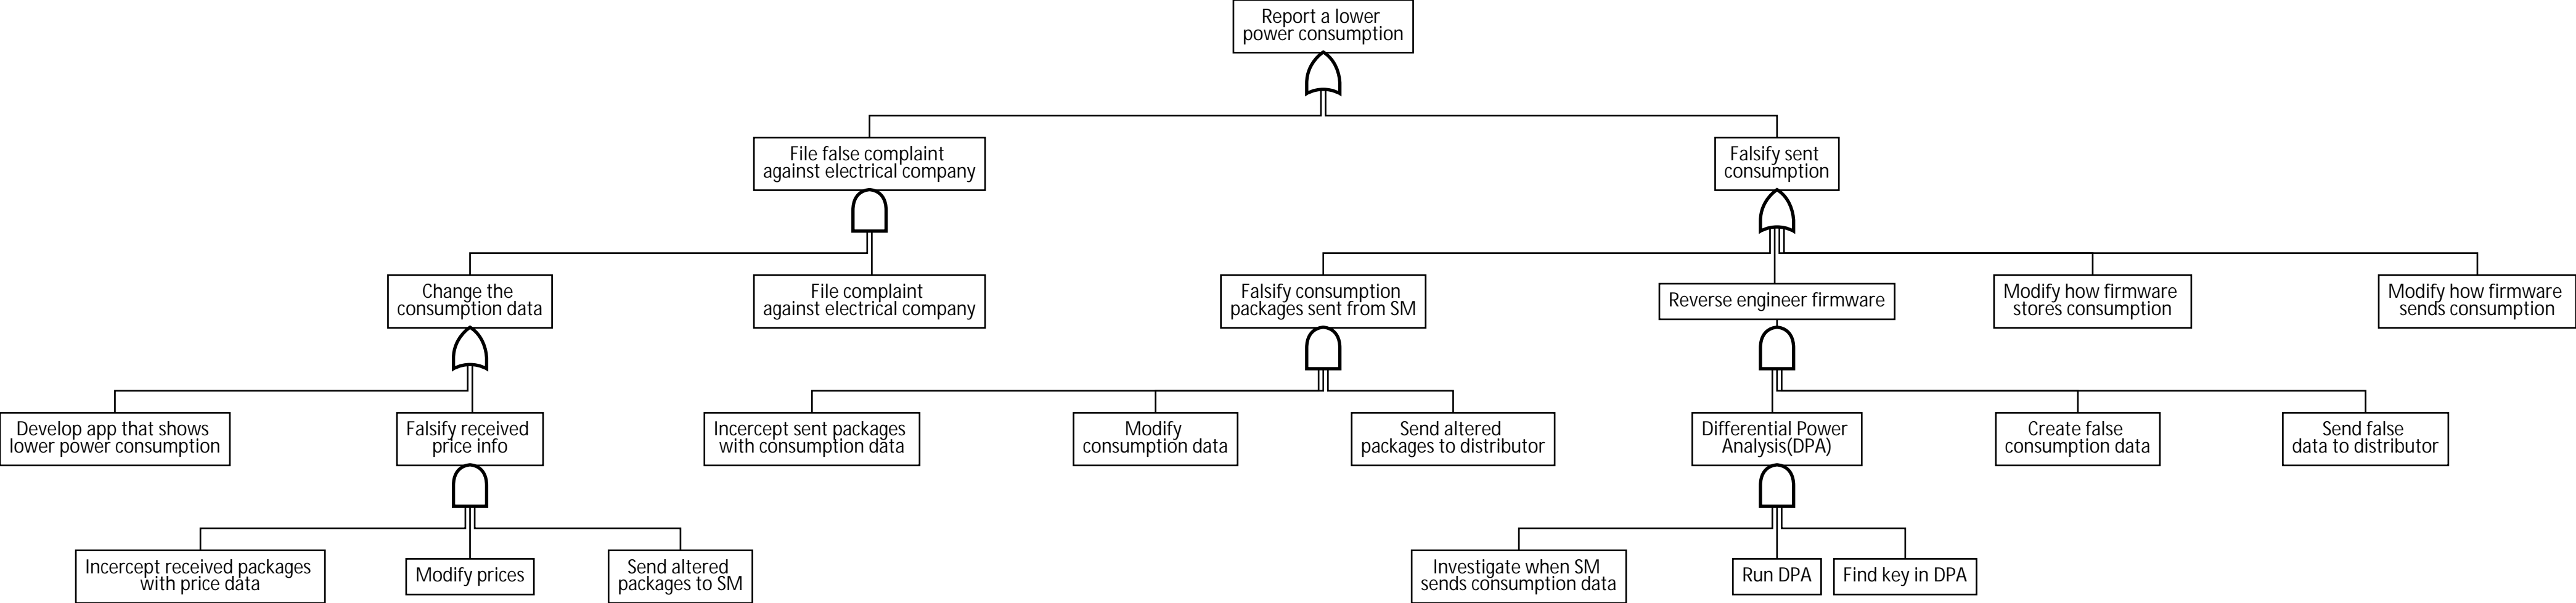 Report a lower
power consumption
File false complaint
against electrical company
Falsify sent
consumption
Change the
consumption data
File complaint
against electrical company
Falsify consumption
packages sent from SM
Reverse engineer firmware
Modify how firmware
stores consumption
Modify how firmware
sends consumption
Develop app that shows
lower power consumption
Falsify received
price info
Incercept sent packages
with consumption data
Modify
consumption data
Send altered
packages to distributor
Differential Power
Analysis(DPA)
Create false
consumption data
Send false
data to distributor
Incercept received packages
with price data
Modify prices
Send altered
packages to SM
Investigate when SM
sends consumption data
Run DPA
Find key in DPA